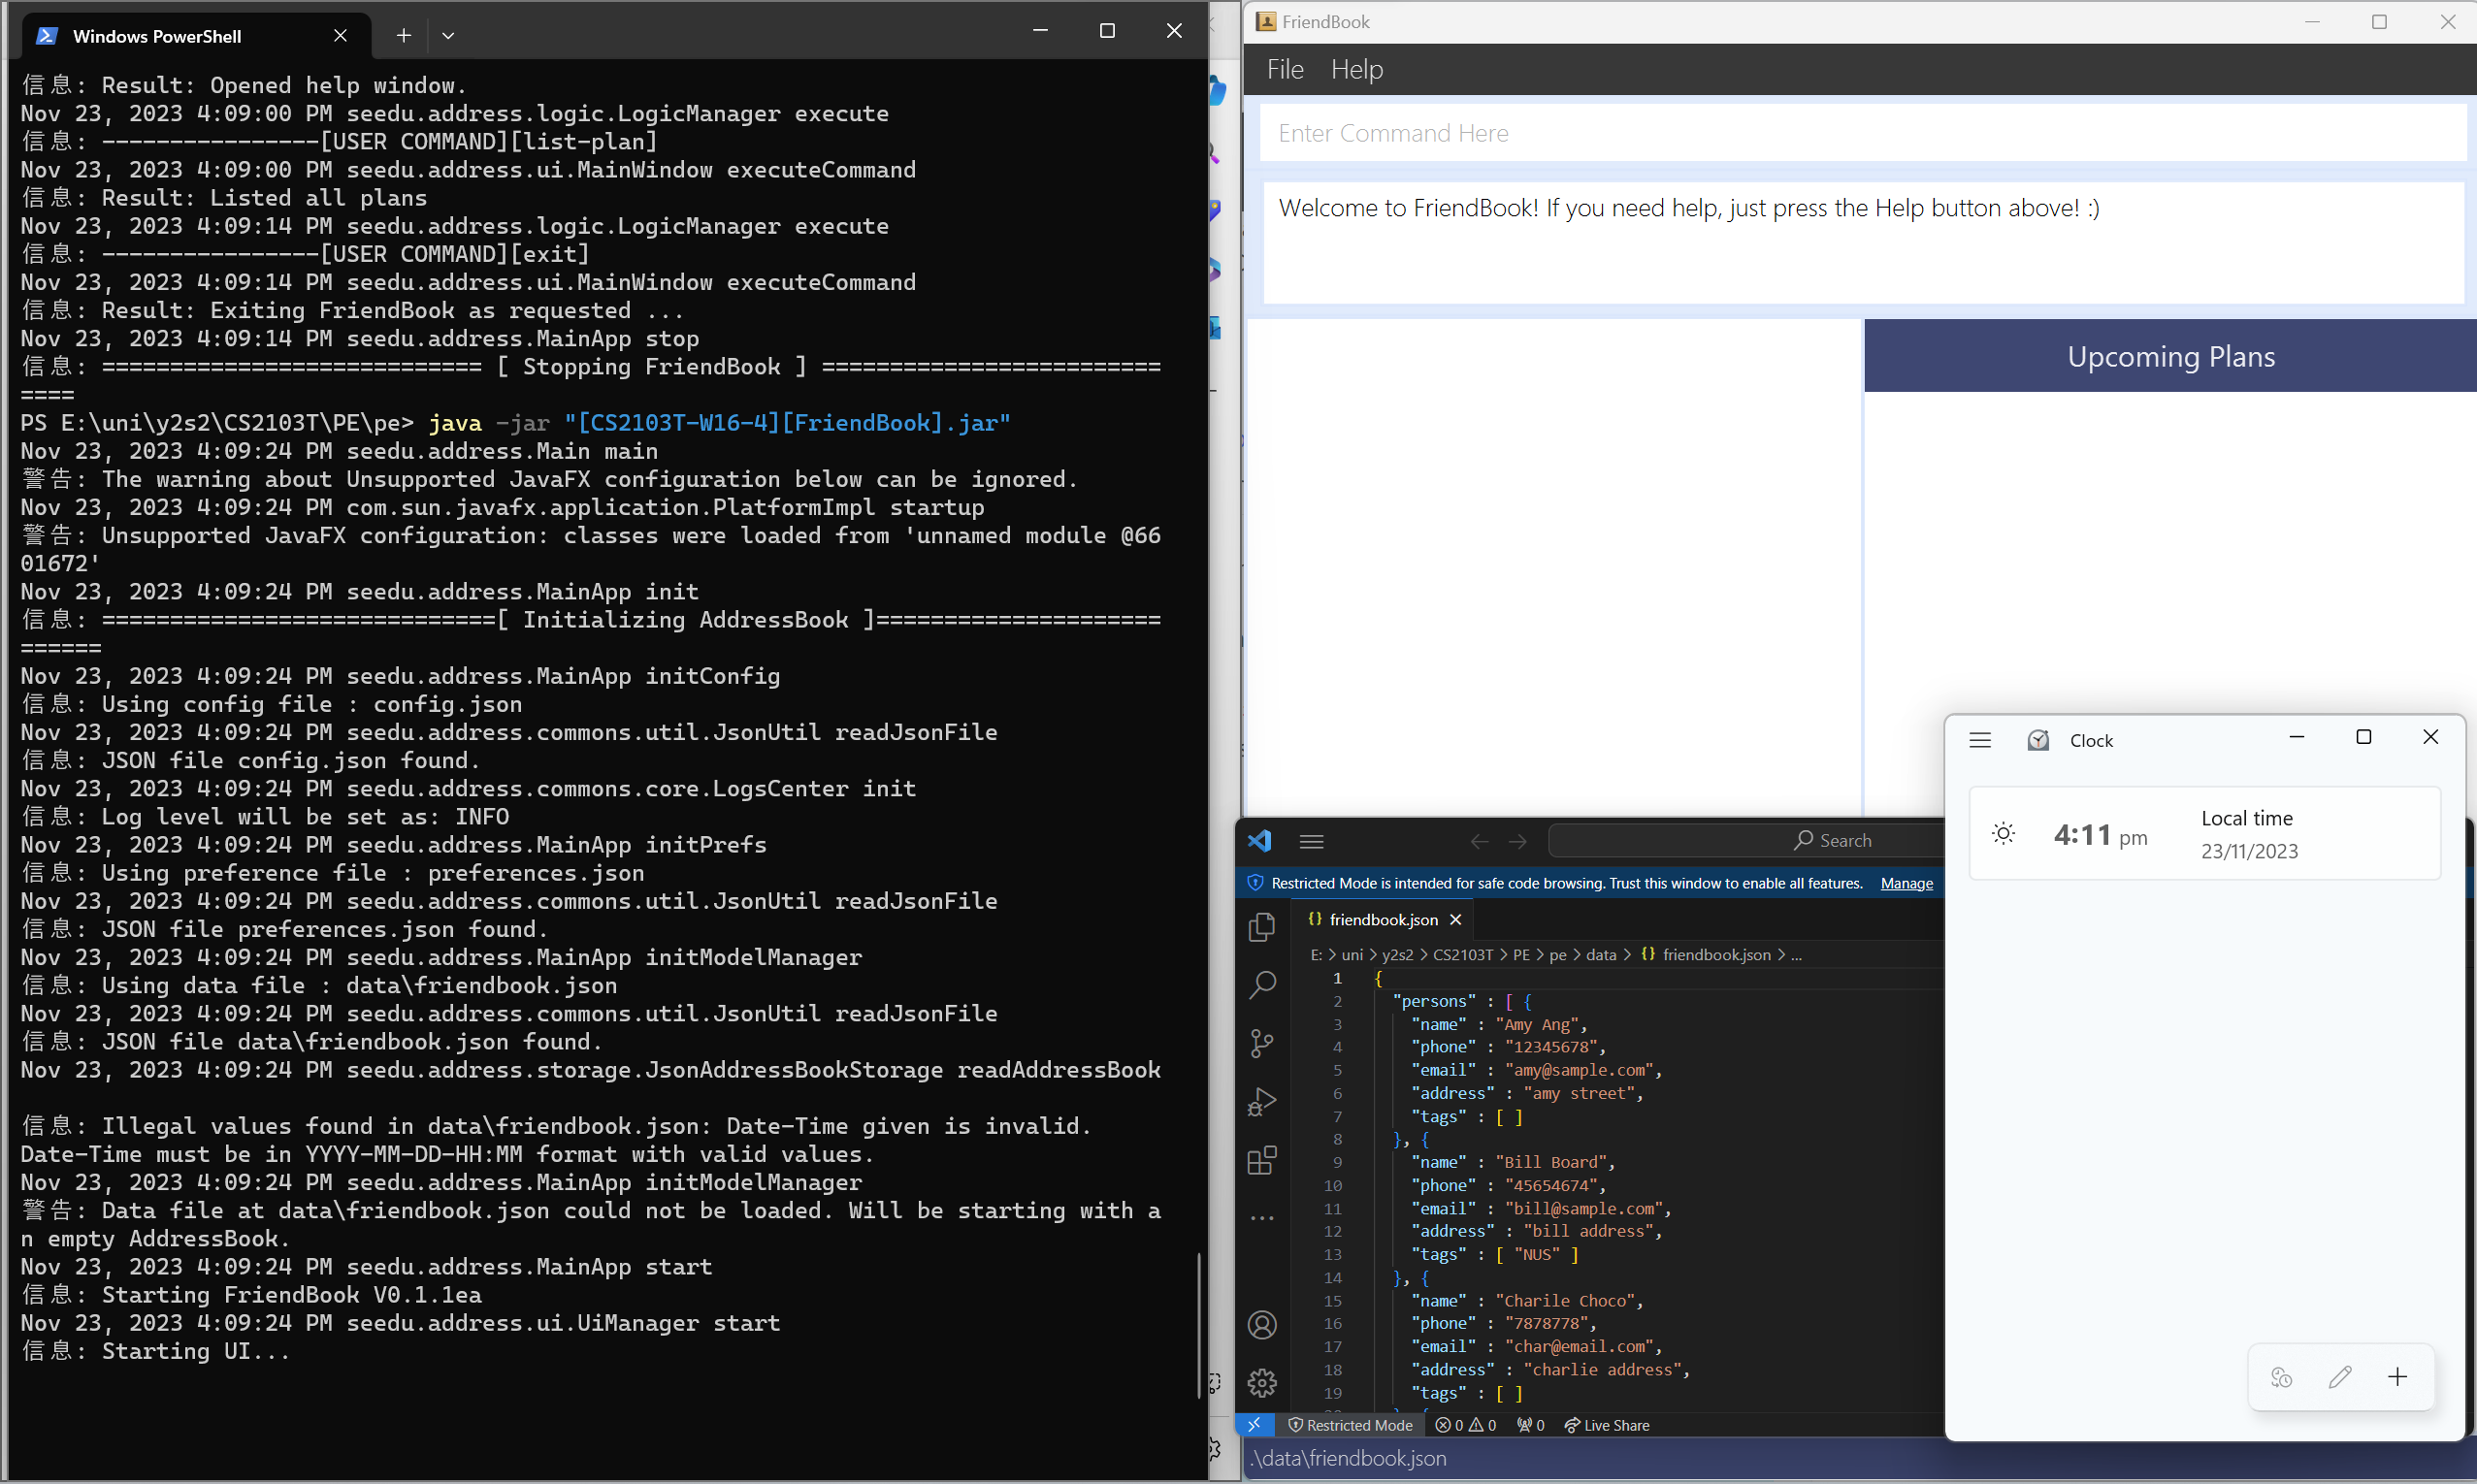 Windows PowerShell
信息: Result: Opened help window.
Nov 23, 2023 4:09:00 PM seedu.address.logic.LogicManager execute
信息: ----------------[USER COMMAND][list-plan]
Nov 23, 2023 4:09:00 PM seedu.address.ui.MainWindow executeCommand
信息: Result: Listed all plans
Nov 23, 2023 4:09:14 PM seedu.address.logic.LogicManager execute
信息: ----------------[USER COMMAND][exit]
Nov 23, 2023 4:09:14 PM seedu.address.ui.MainWindow executeCommand
信息: Result: Exiting FriendBook as requested ...
Nov 23, 2023 4:09:14 PM seedu.address.MainApp stop
信息: ============================ [ Stopping FriendBook ] =========================
====
PS E:\uni\y2s2\CS2103T\PE\pe> java -jar "[CS2103T-W16-4][FriendBook].jar"
Nov 23, 2023 4:09:24 PM seedu.address.Main main
警告: The warning about Unsupported JavaFX configuration below can be ignored.
Nov 23, 2023 4:09:24 PM com.sun.javafx.application.PlatformImpl startup
警告: Unsupported JavaFX configuration: classes were loaded from 'unnamed module @66
01672'
Nov 23, 2023 4:09:24 PM seedu.address.MainApp init
信息: =============================[ Initializing AddressBook ]=====================
======
Nov 23, 2023 4:09:24 PM seedu.address.MainApp initConfig
信息: Using config file : config.json
Nov 23, 2023 4:09:24 PM seedu.address.commons.util.JsonUtil readJsonFile
信息: JSON file config.json found.
Nov 23, 2023 4:09:24 PM seedu.address.commons.core.LogsCenter init
信息: Log level will be set as: INFO
Nov 23, 2023 4:09:24 PM seedu.address.MainApp initPrefs
信息: Using preference file : preferences.json
Nov 23, 2023 4:09:24 PM seedu.address.commons.util.JsonUtil readJsonFile
信息: JSON file preferences.json found.
Nov 23, 2023 4:09:24 PM seedu.address.MainApp initModelManager
信息: Using data file : data\friendbook.json
Nov 23, 2023 4:09:24 PM seedu.address.commons.util.JsonUtil readJsonFile
信息: JSON file data\friendbook.json found.
Nov 23, 2023 4:09:24 PM seedu.address.storage.JsonAddressBookStorage readAddressBook
信息: Illegal values found in data\friendbook.json: Date-Time given is invalid.
Date-Time must be in YYYY-MM-DD-HH:MM format with valid values.
Nov 23, 2023 4:09:24 PM seedu.address.MainApp initModelManager
警告: Data file at data\friendbook.json could not be loaded. Will be starting with a
n empty AddressBook.
Nov 23, 2023 4:09:24 PM seedu.address.MainApp start
信息: Starting FriendBook V0.1.1ea
Nov 23, 2023 4:09:24 PM seedu.address.ui.UiManager start
信息: Starting UI...
FriendBook
File Help
Enter Command Here
Welcome to FriendBook! If you need help, just press the Help button above! :)
Upcoming Plans
Clock
4:11 pm
Local time
23/11/2023
Search
Restricted Mode is intended for safe code browsing. Trust this window to enable all features. Manage
{} friendbook.json
E: > uni > y2s2 > CS2103T > PE > pe > data > {} friendbook.json > ...
1 {
2 "persons" : [ {
3 "name" : "Amy Ang",
4 "phone" : "12345678",
5 "email" : "amy@sample.com",
6 "address" : "amy street",
7 "tags" : [ ]
8 }, {
9 "name" : "Bill Board",
10 "phone" : "45654674",
11 "email" : "bill@sample.com",
12 "address" : "bill address",
13 "tags" : [ "NUS" ]
14 }, {
15 "name" : "Charile Choco",
16 "phone" : "7878778",
17 "email" : "char@email.com",
18 "address" : "charlie address",
19 "tags" : [ ]
Restricted Mode 0 0 0 Live Share
.\data\friendbook.json